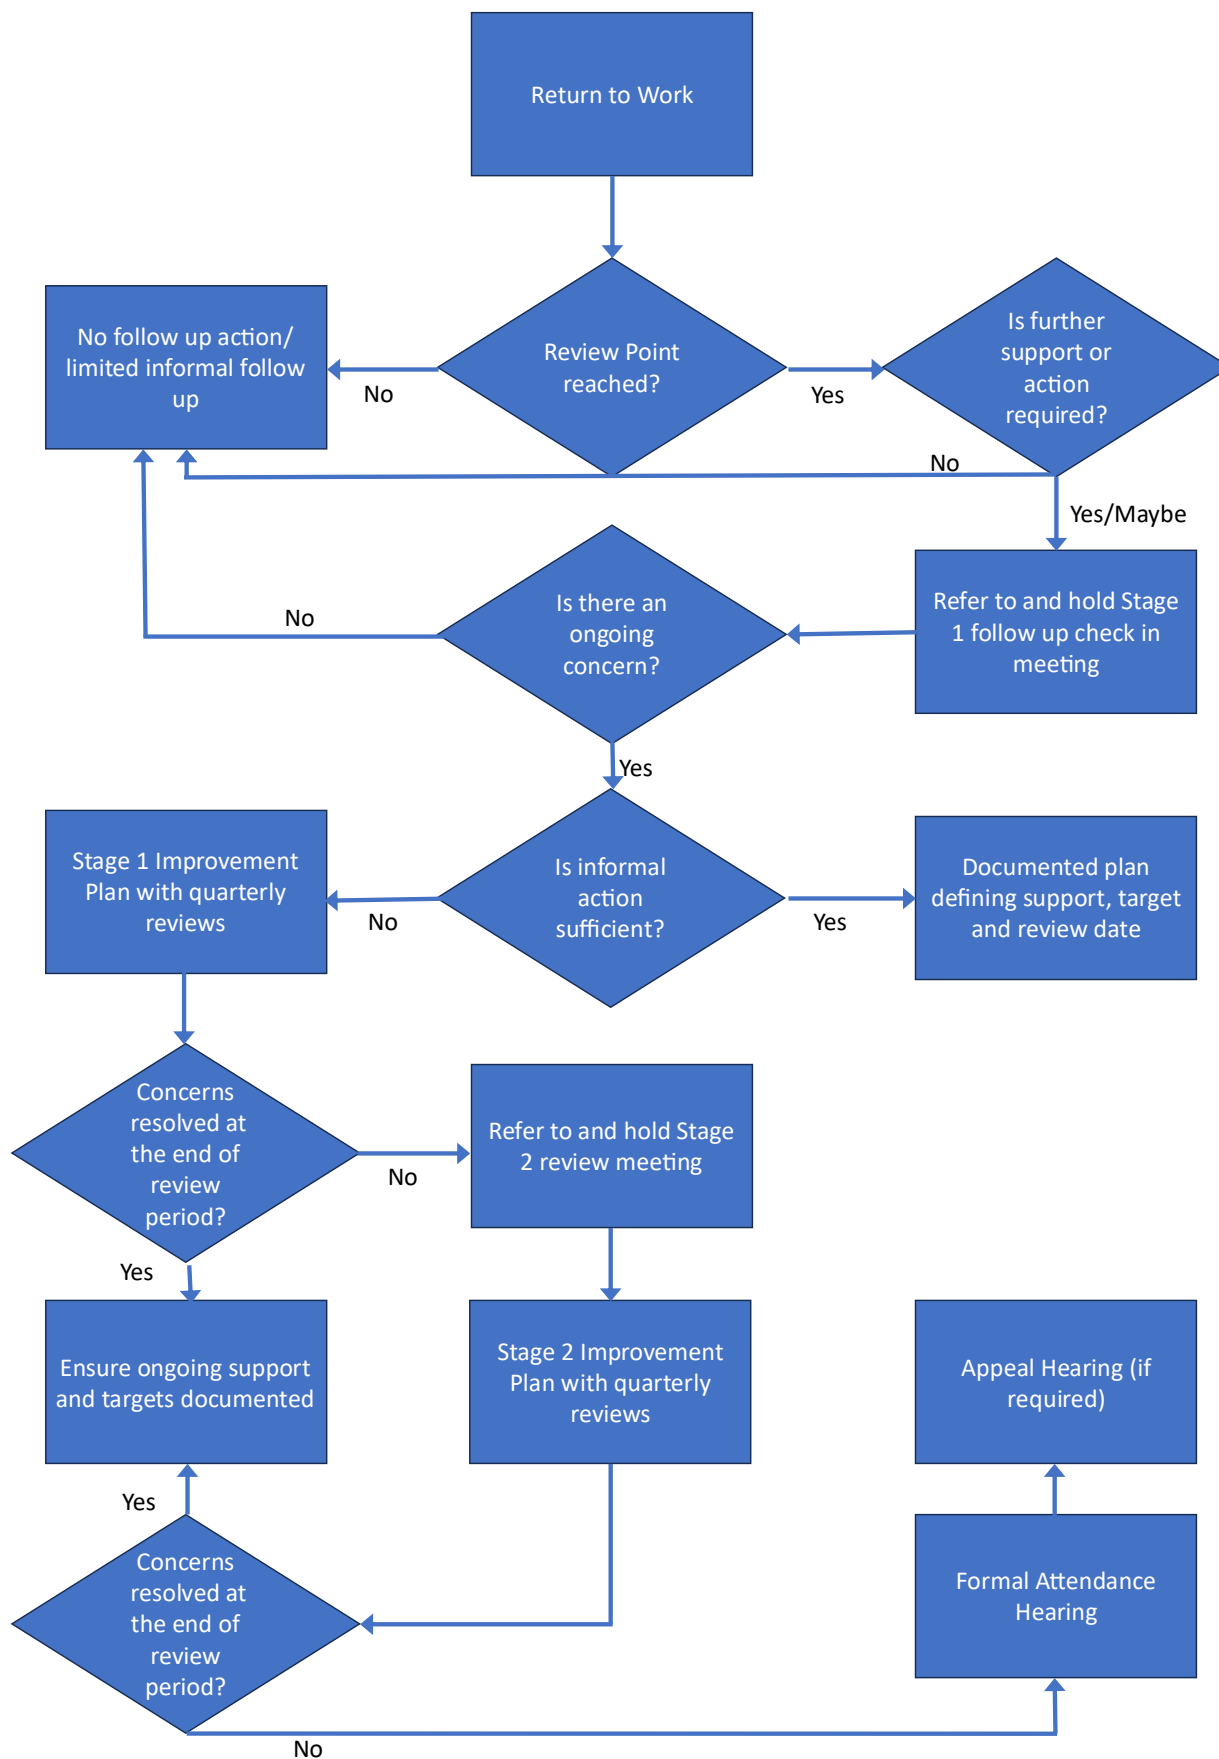 Return to Work
No follow up action/
limited informal follow
up
No
Review Point
reached?
Yes
Is further
support or
action
required?
No
Yes/Maybe
No
Is there an
ongoing
concern?
Refer to and hold Stage
1 follow up check in
meeting
Yes
Stage 1 Improvement
Plan with quarterly
reviews
No
Is informal
action
sufficient?
Yes
Documented plan
defining support, target
and review date
Concerns
resolved at
the end of
review
period?
No
Refer to and hold Stage
2 review meeting
Yes
Ensure ongoing support
and targets documented
Stage 2 Improvement
Plan with quarterly
reviews
Appeal Hearing (if
required)
Yes
Concerns
resolved at
the end of
review
period?
Formal Attendance
Hearing
No